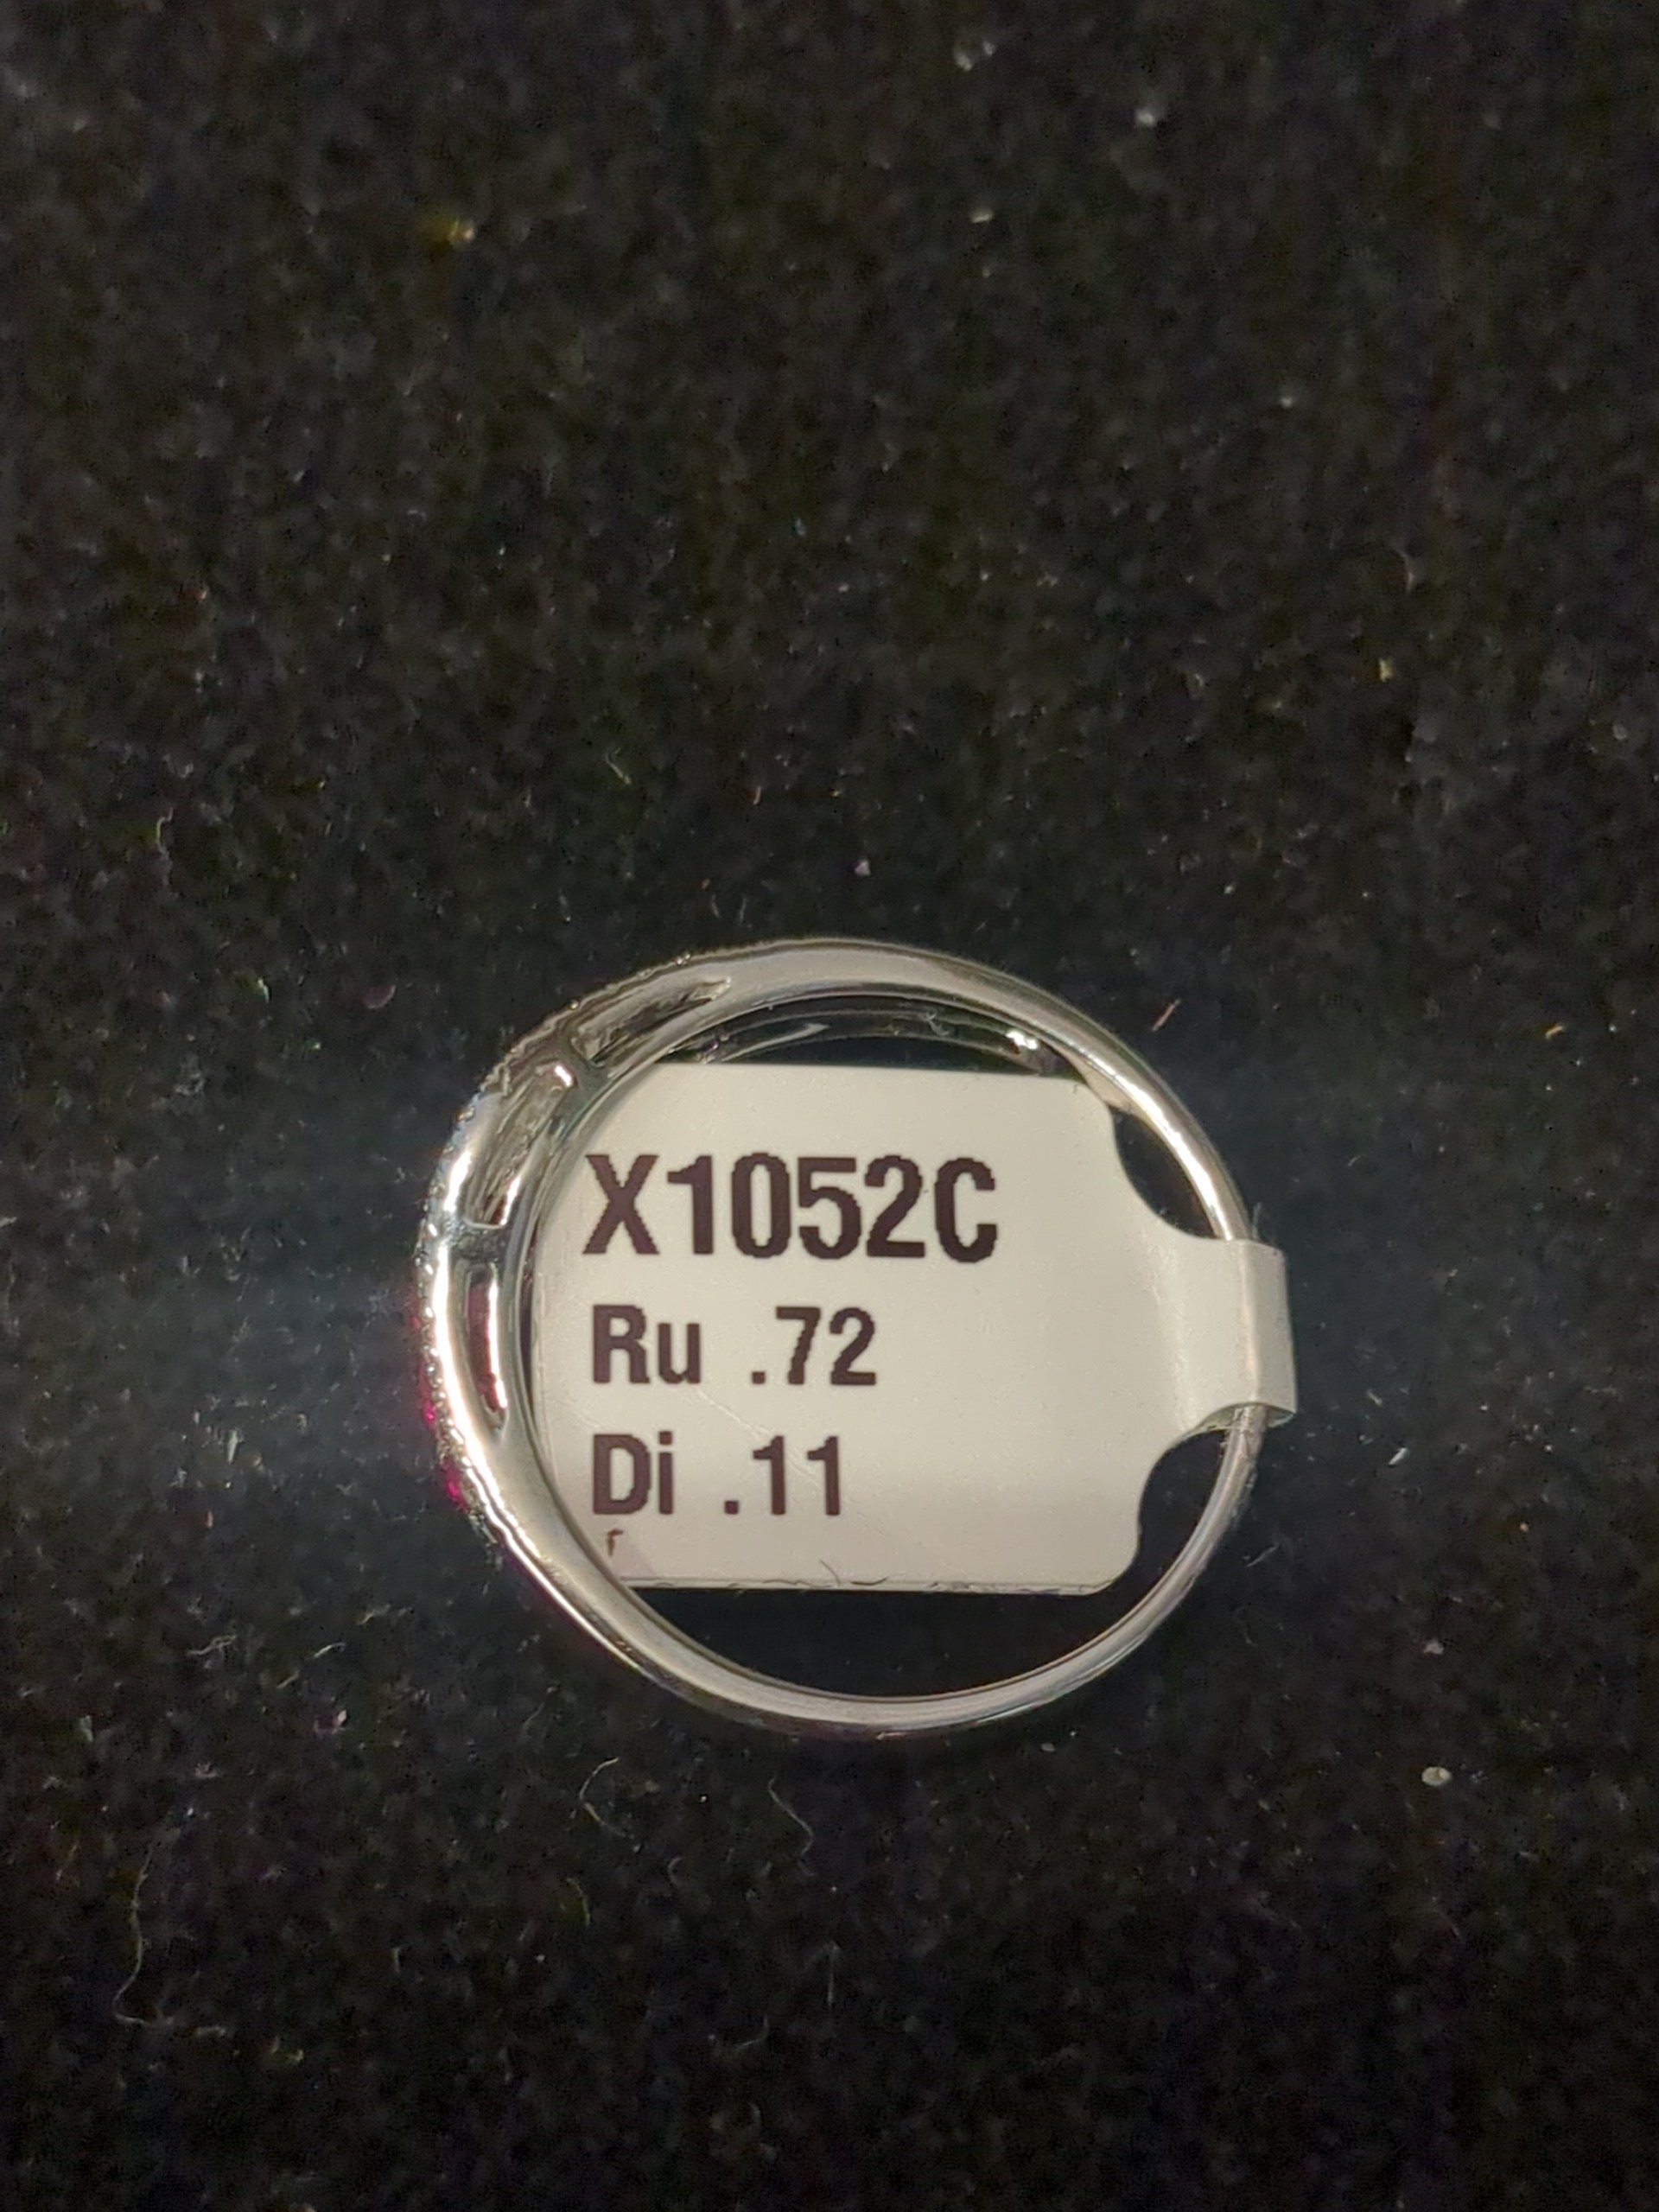 X1052C
Ru .72
Di .11